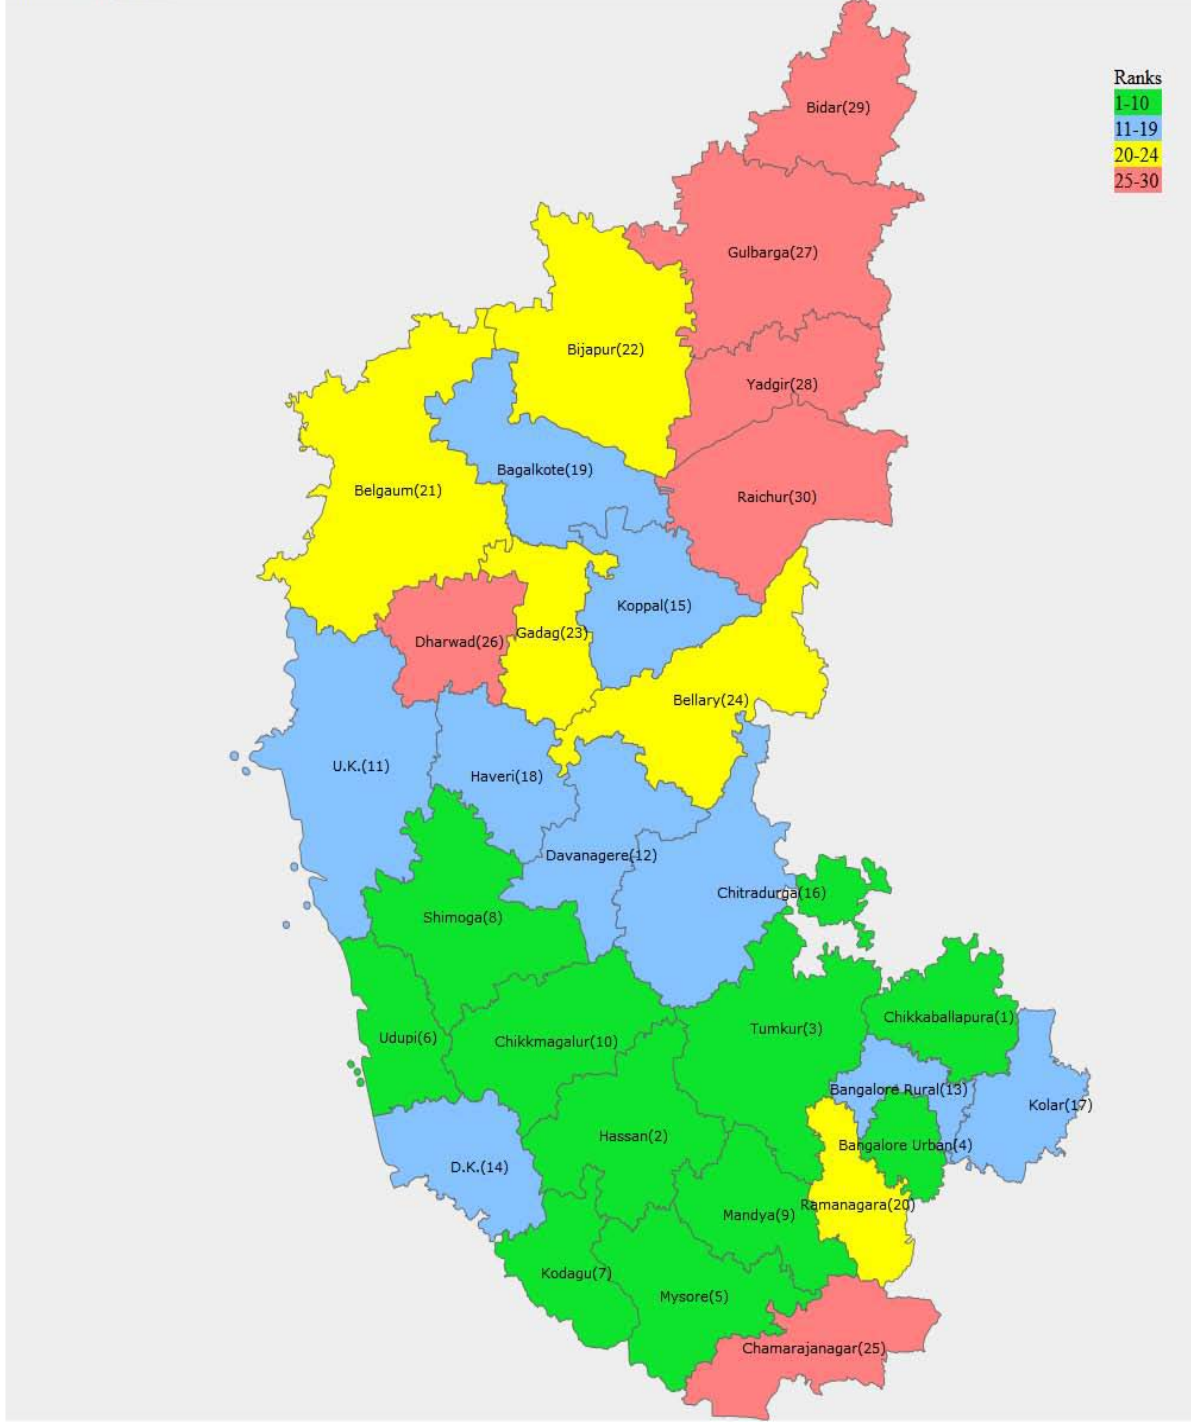 Ranks
1-10
11-19
20-24
25-30
Bidar(29)
Gulbarga(27)
Bijapur(22)
Yadgir(28)
Bagalkote(19)
Belgaum(21)
Raichur(30)
Koppal(15)
Gadag(23)
Dharwad(26)
Bellary(24)
U.K.(11)
Haveri(18)
Davanagere(12)
Chitradurga(16)
Shimoga(8)
Chikkaballapura(1)
Tumkur(3)
Udupi(6)
Chikkmagalur(10)
Bangalore Rural(13)
Kolar(17)
Hassan(2)
Bangalore Urban(4)
D.K.(14)
Ramanagara(20)
Mandya(9)
Kodagu(7)
Mysore(5)
Chamarajanagar(25)